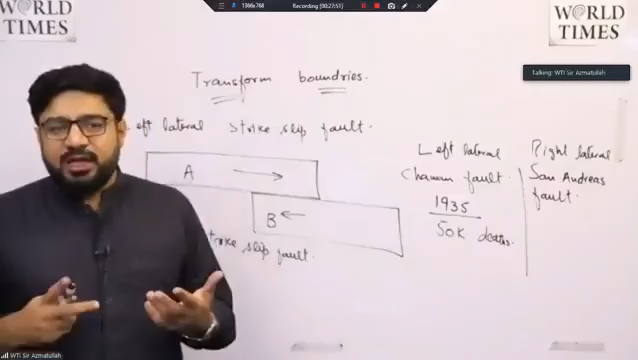 1366x768
Recording [00:27:51]
WORLD
TIMES
WORLD
TIMES
Talking: WTI Sir Azmatullah
Transform boundries.
eft lateral strike slip fault.
A
B
trike slip fault.
Left lateral
Chaman fault.
1935
50K deaths.
Right lateral
San Andreas
fault.
WTI Sir Azmatullah